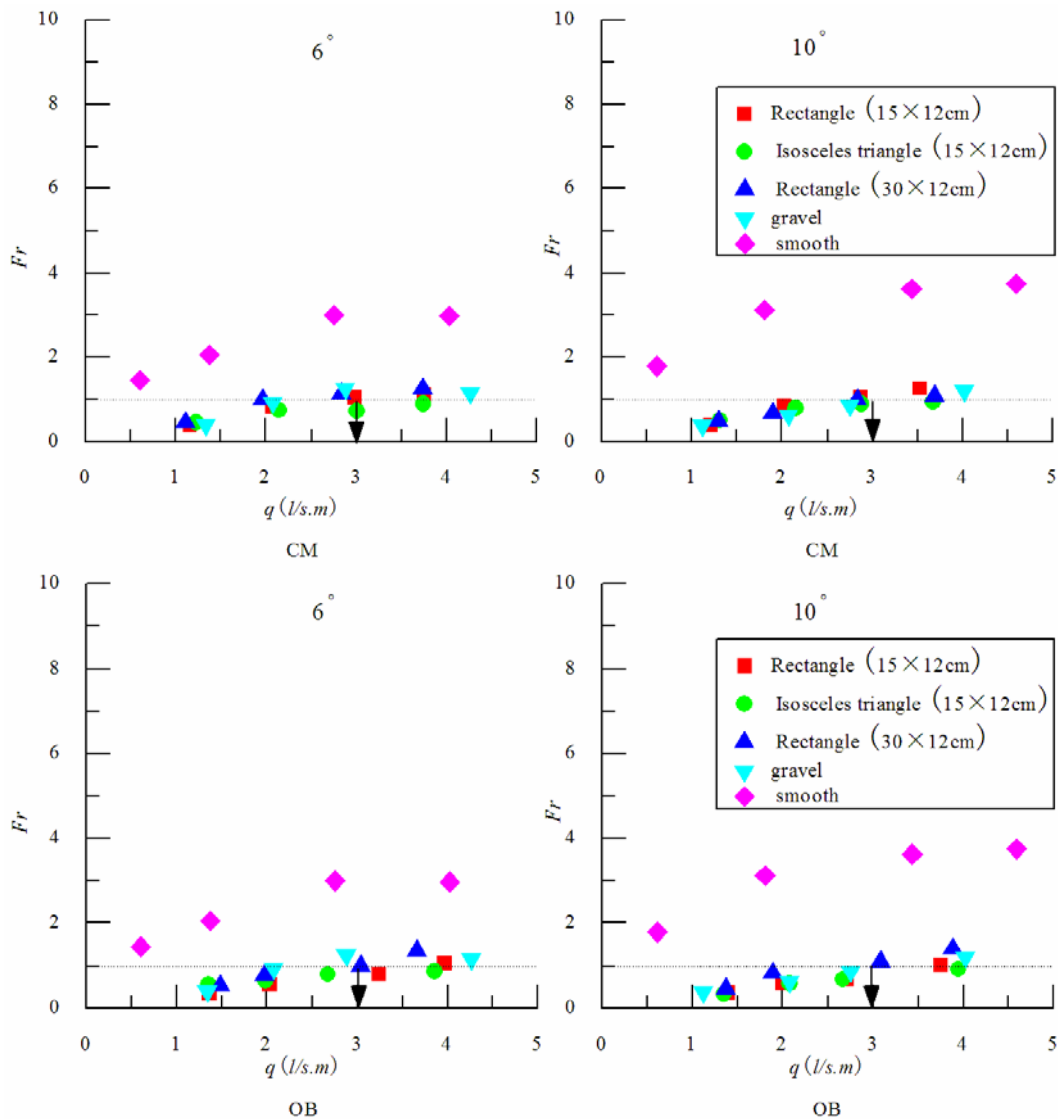 10
8
6
4
2
0
Fr
6°
0 1 2 3 4 5
q (l/s.m)
CM
10
8
6
4
2
0
Fr
10°
Rectangle (15×12cm)
Isosceles triangle (15×12cm)
Rectangle (30×12cm)
gravel
smooth
0 1 2 3 4 5
q (l/s.m)
CM
10
8
6
4
2
0
Fr
6°
0 1 2 3 4 5
q (l/s.m)
OB
10
8
6
4
2
0
Fr
10°
Rectangle (15×12cm)
Isosceles triangle (15×12cm)
Rectangle (30×12cm)
gravel
smooth
0 1 2 3 4 5
q (l/s.m)
OB